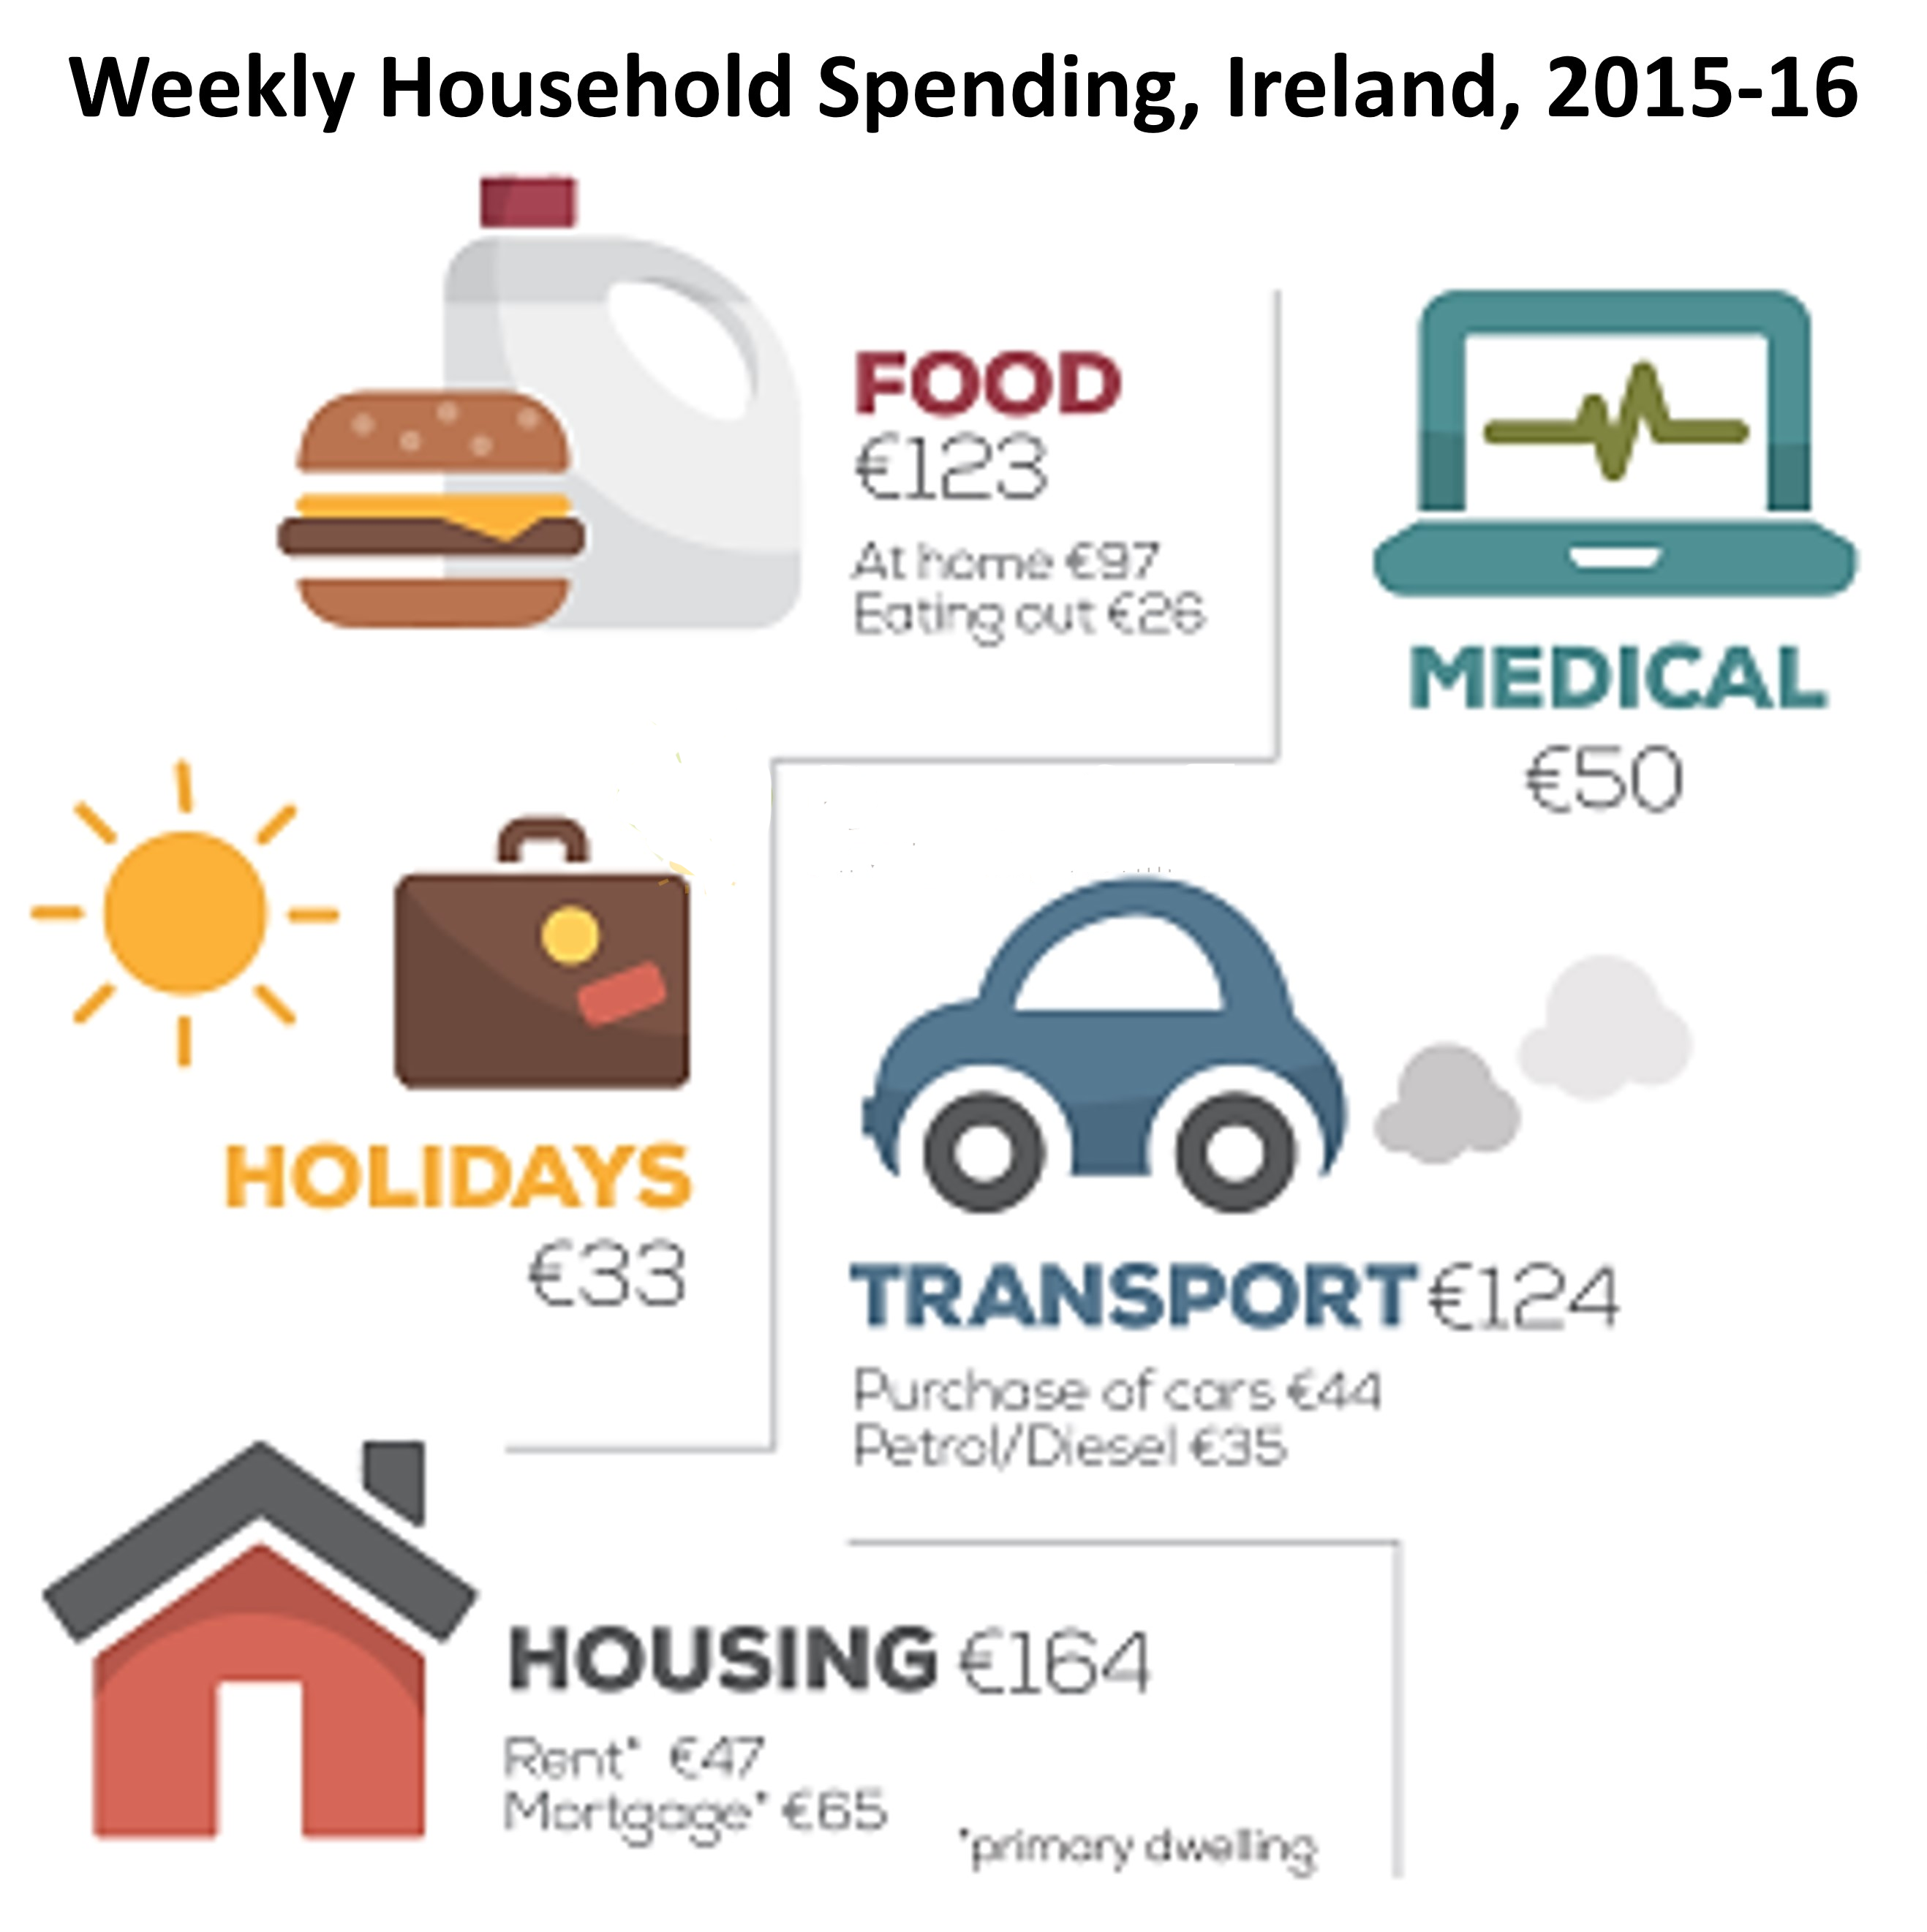 Weekly Household Spending, Ireland, 2015-16
FOOD
€123
At home €97
Eating out €26
MEDICAL
€50
HOLIDAYS
€33
TRANSPORT €124
Purchase of cars €44
Petrol/Diesel €35
HOUSING €164
Rent* €47
Mortgage* €65
*primary dwelling